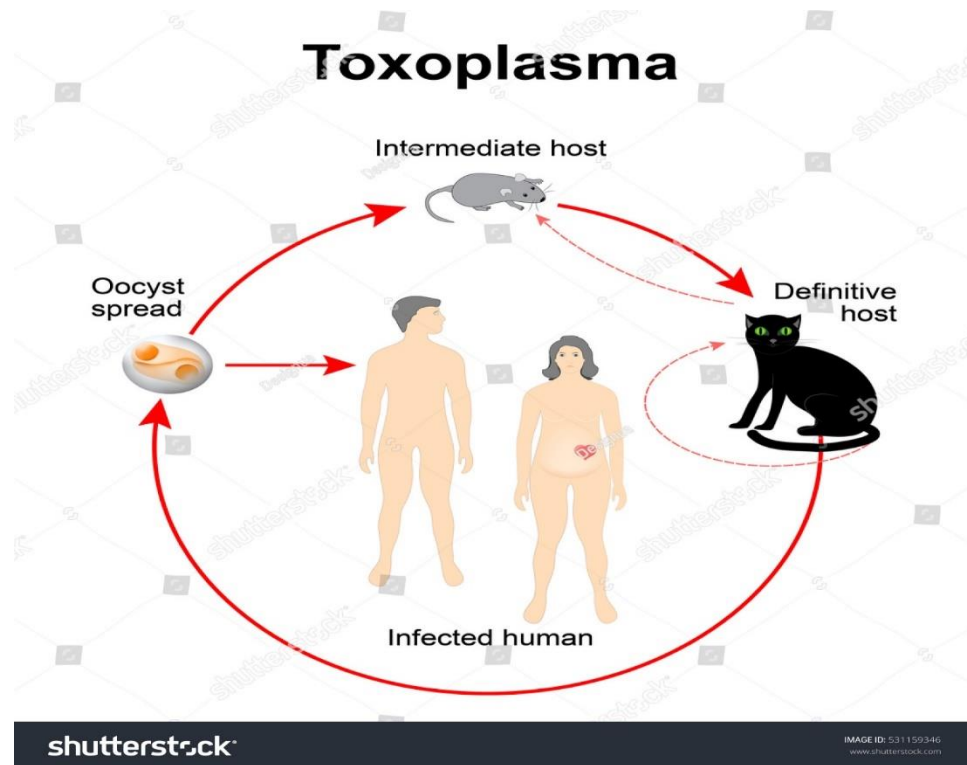 Toxoplasma
Intermediate host
Oocyst
spread
Definitive
host
Infected human
shutterstock
IMAGE ID: 531159346
www.shutterstock.com